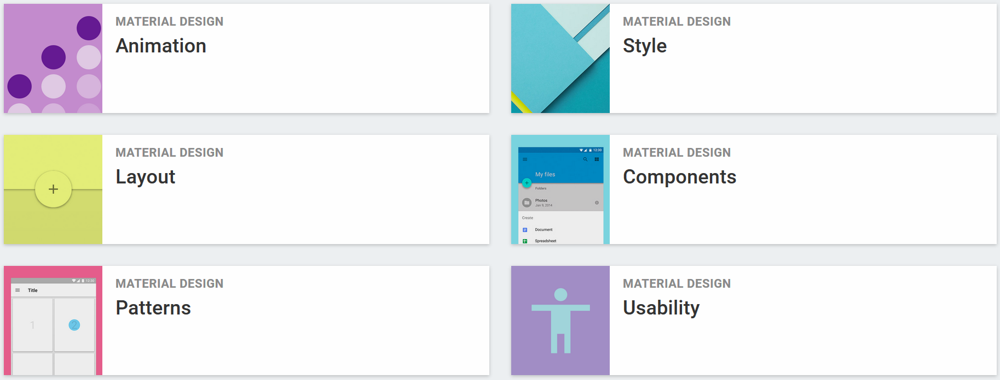 MATERIAL DESIGN
Animation
MATERIAL DESIGN
Style
MATERIAL DESIGN
Layout
+
12:30
My files
+
Folders
Photos
Jan 9, 2014
Create
Document
Spreadsheet
MATERIAL DESIGN
Components
12:30
Title
1
2
MATERIAL DESIGN
Patterns
MATERIAL DESIGN
Usability